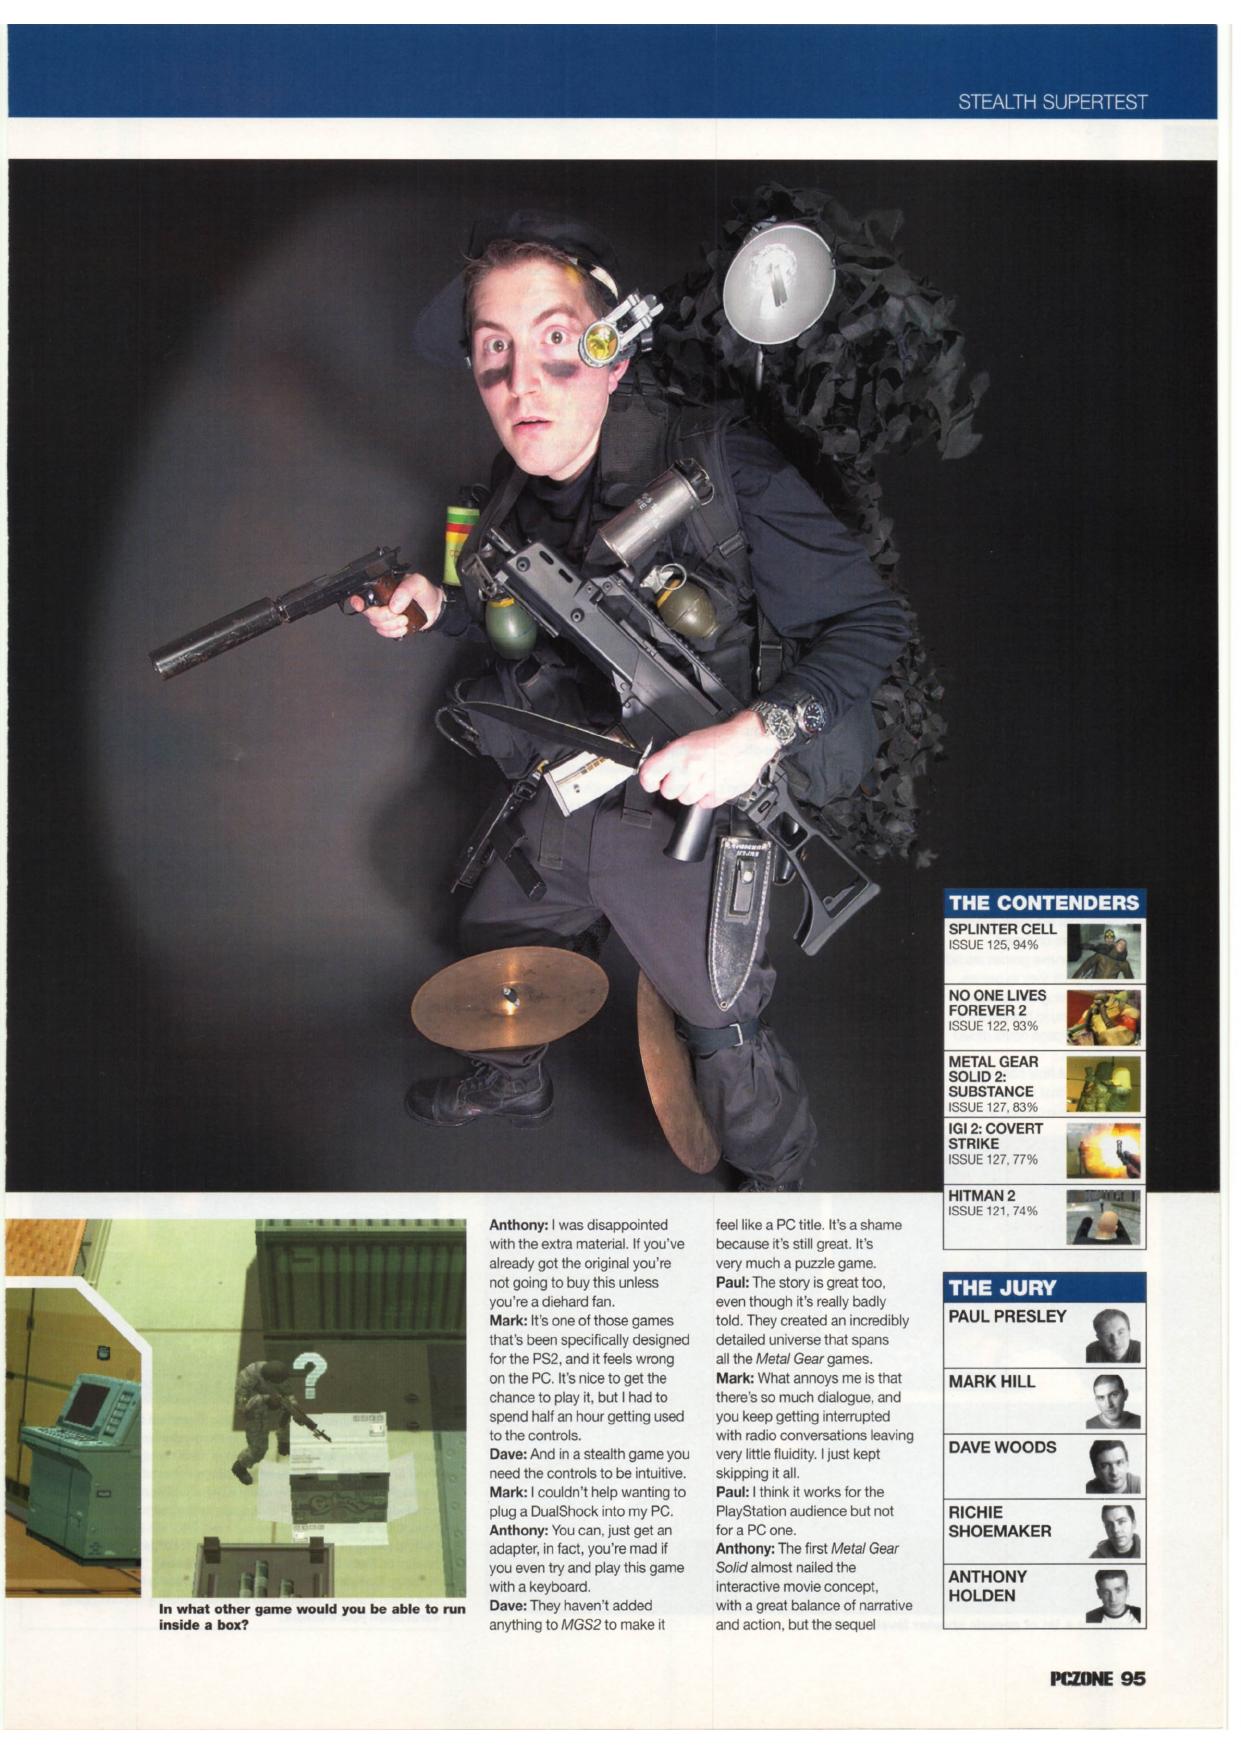 STEALTH SUPERTEST
THE CONTENDERS
SPLINTER CELL
ISSUE 125, 94%
NO ONE LIVES
FOREVER 2
ISSUE 122, 93%
METAL GEAR
SOLID 2:
SUBSTANCE
ISSUE 127, 83%
IGI 2: COVERT
STRIKE
ISSUE 127, 77%
HITMAN 2
ISSUE 121, 74%
THE JURY
PAUL PRESLEY
MARK HILL
DAVE WOODS
RICHIE
SHOEMAKER
ANTHONY
HOLDEN
?
In what other game would you be able to run
inside a box?
Anthony: I was disappointed
with the extra material. If you've
already got the original you're
not going to buy this unless
you're a diehard fan.
Mark: It's one of those games
that's been specifically designed
for the PS2, and it feels wrong
on the PC. It's nice to get the
chance to play it, but I had to
spend half an hour getting used
to the controls.
Dave: And in a stealth game you
need the controls to be intuitive.
Mark: I couldn't help wanting to
plug a DualShock into my PC.
Anthony: You can, just get an
adapter, in fact, you're mad if
you even try and play this game
with a keyboard.
Dave: They haven't added
anything to MGS2 to make it
feel like a PC title. It's a shame
because it's still great. It's
very much a puzzle game.
Paul: The story is great too,
even though it's really badly
told. They created an incredibly
detailed universe that spans
all the Metal Gear games.
Mark: What annoys me is that
there's so much dialogue, and
you keep getting interrupted
with radio conversations leaving
very little fluidity. I just kept
skipping it all.
Paul: I think it works for the
PlayStation audience but not
for a PC one.
Anthony: The first Metal Gear
Solid almost nailed the
interactive movie concept,
with a great balance of narrative
and action, but the sequel
PCZONE 95